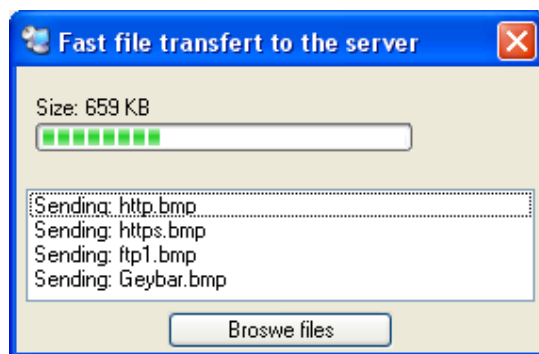 Fast file transfert to the server
Size: 659 KB
Sending: http.bmp
Sending: https.bmp
Sending: ftp1.bmp
Sending: Geybar.bmp
Broswe files